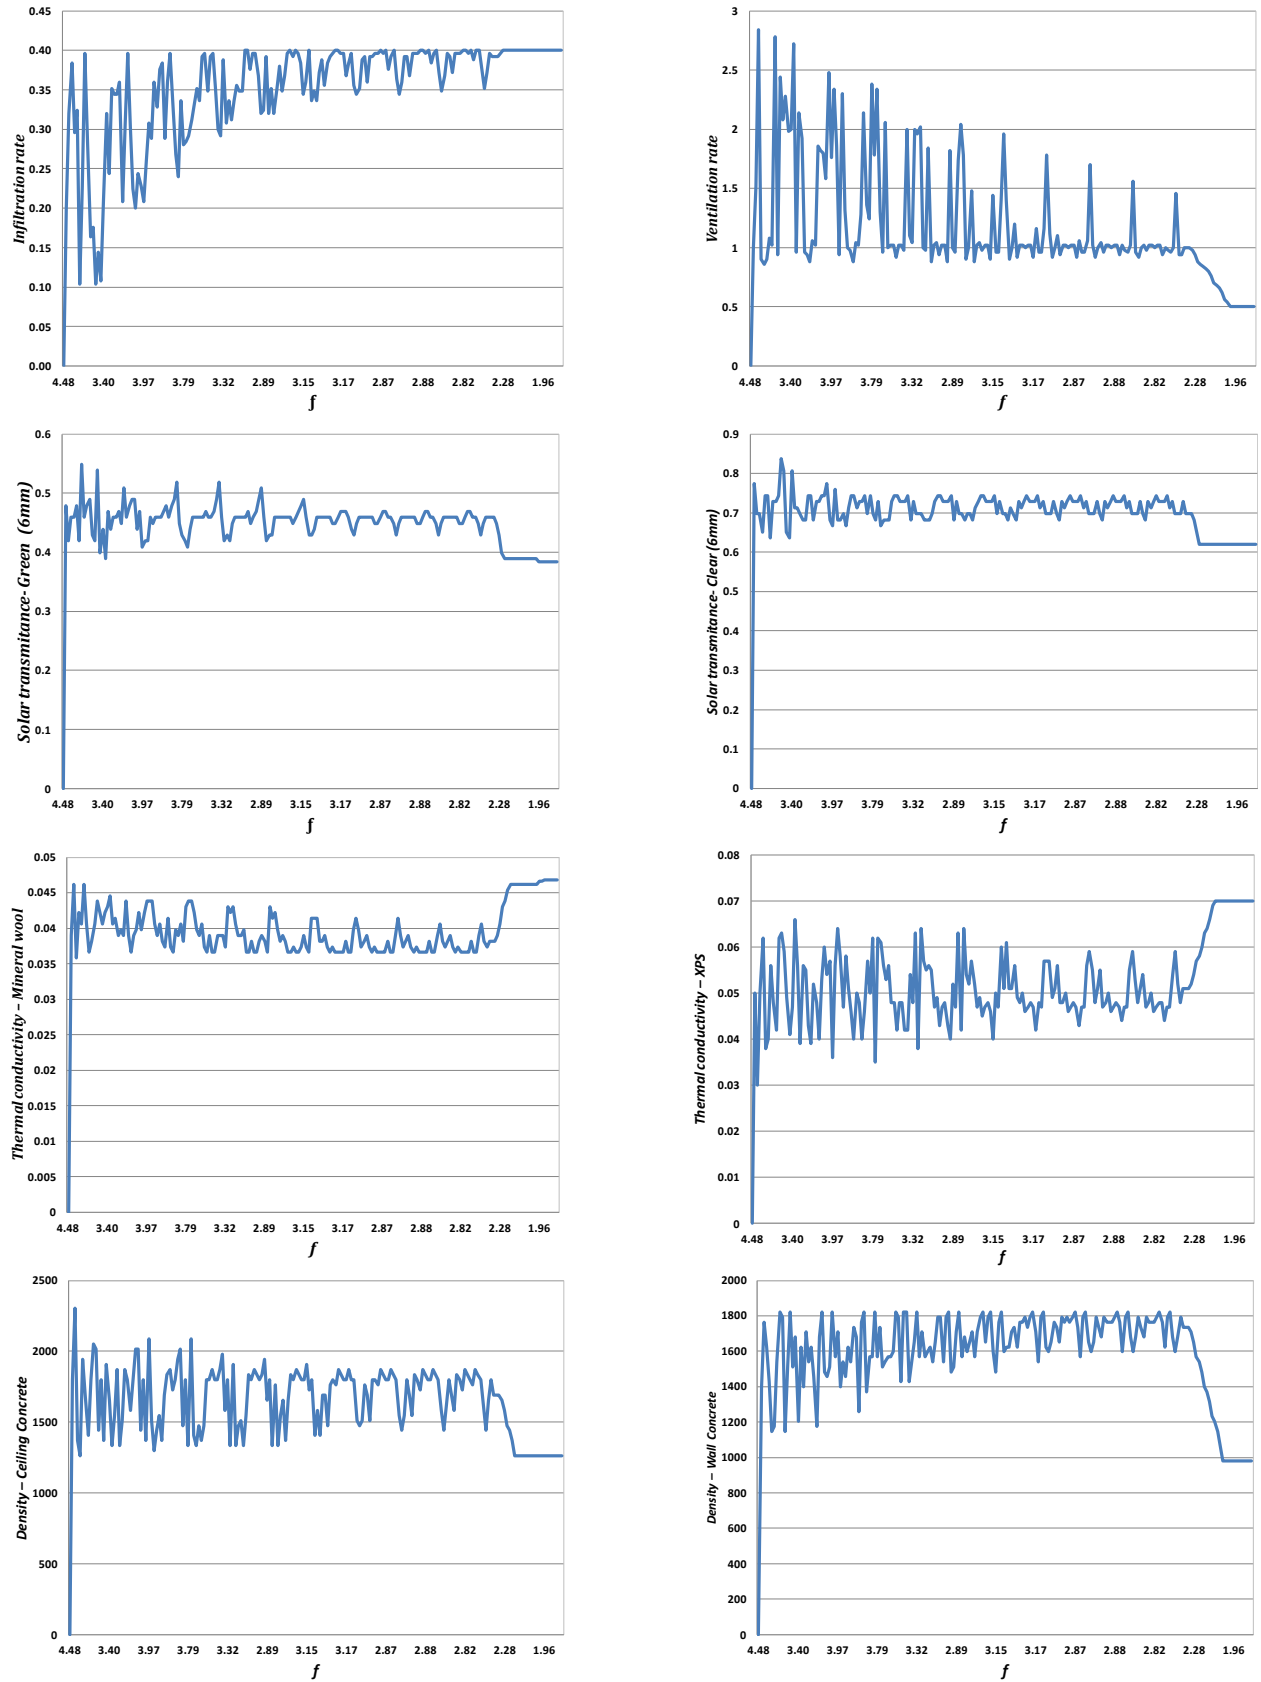 0.45
0.40
0.35
0.30
0.25
0.20
0.15
0.10
0.05
0.00
Infiltration rate
4.48 3.40 3.97 3.79 3.32 2.89 3.15 3.17 2.87 2.88 2.82 2.28 1.96
f
3
2.5
2
1.5
1
0.5
0
Ventilation rate
4.48 3.40 3.97 3.79 3.32 2.89 3.15 3.17 2.87 2.88 2.82 2.28 1.96
f
0.6
0.5
0.4
0.3
0.2
0.1
0
Solar transmitance- Green (6mm)
4.48 3.40 3.97 3.79 3.32 2.89 3.15 3.17 2.87 2.88 2.82 2.28 1.96
f
0.9
0.8
0.7
0.6
0.5
0.4
0.3
0.2
0.1
0
Solar transmitance- Clear (6mm)
4.48 3.40 3.97 3.79 3.32 2.89 3.15 3.17 2.87 2.88 2.82 2.28 1.96
f
0.05
0.045
0.04
0.035
0.03
0.025
0.02
0.015
0.01
0.005
0
Thermal conductivity – Mineral wool
4.48 3.40 3.97 3.79 3.32 2.89 3.15 3.17 2.87 2.88 2.82 2.28 1.96
f
0.08
0.07
0.06
0.05
0.04
0.03
0.02
0.01
0
Thermal conductivity – XPS
4.48 3.40 3.97 3.79 3.32 2.89 3.15 3.17 2.87 2.88 2.82 2.28 1.96
f
2500
2000
1500
1000
500
0
Density – Ceiling Concrete
4.48 3.40 3.97 3.79 3.32 2.89 3.15 3.17 2.87 2.88 2.82 2.28 1.96
f
2000
1800
1600
1400
1200
1000
800
600
400
200
0
Density – Wall Concrete
4.48 3.40 3.97 3.79 3.32 2.89 3.15 3.17 2.87 2.88 2.82 2.28 1.96
f